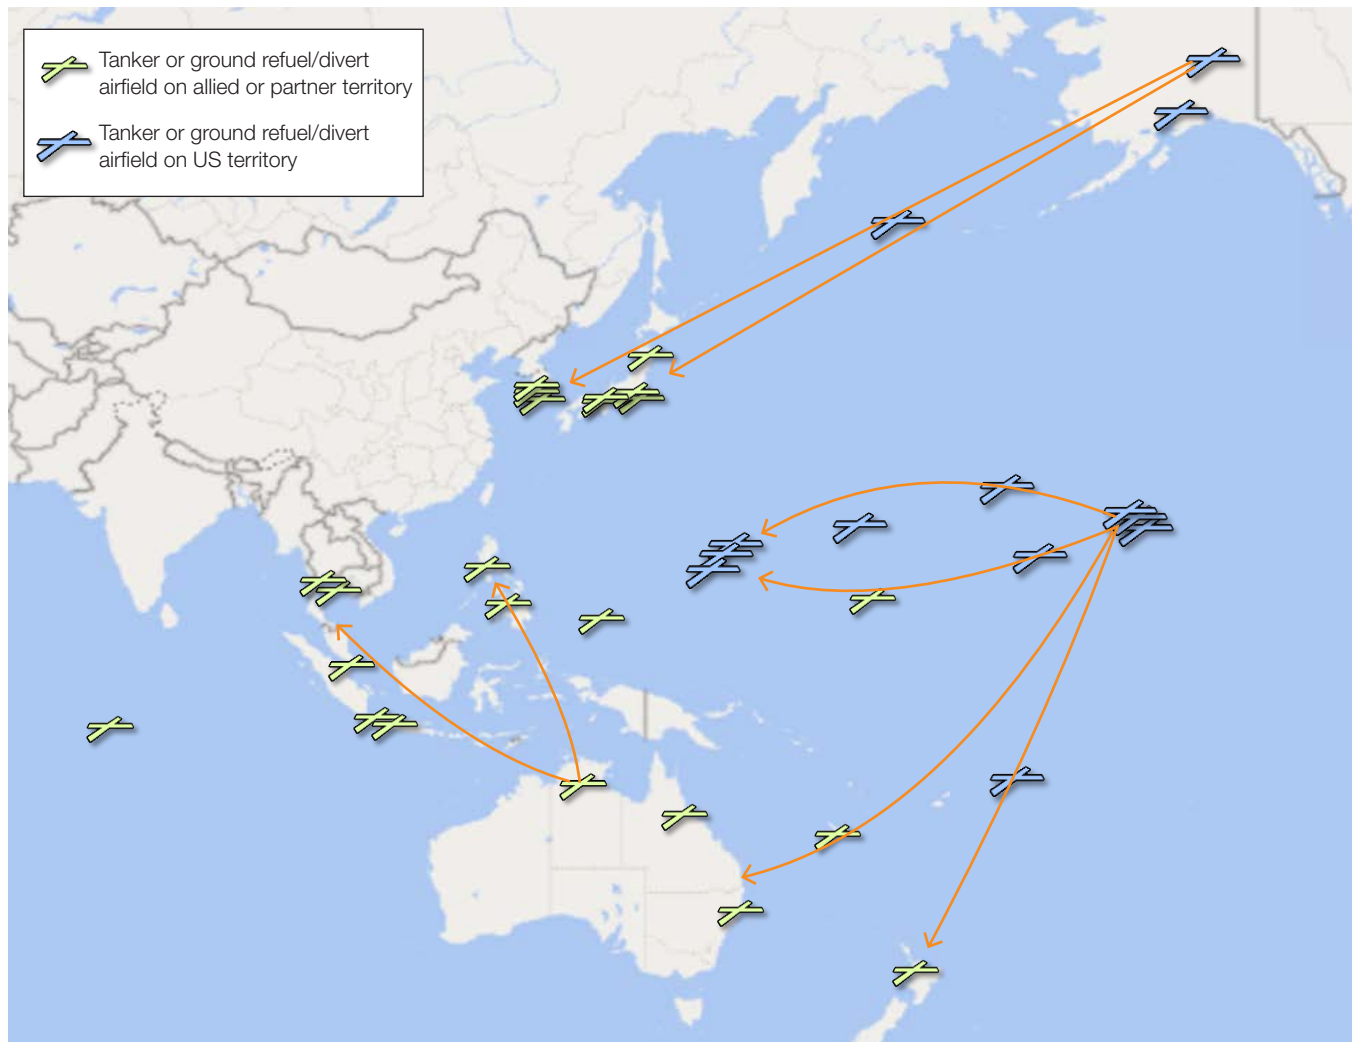 Tanker or ground refuel/divert
airfield on allied or partner territory
Tanker or ground refuel/divert
airfield on US territory